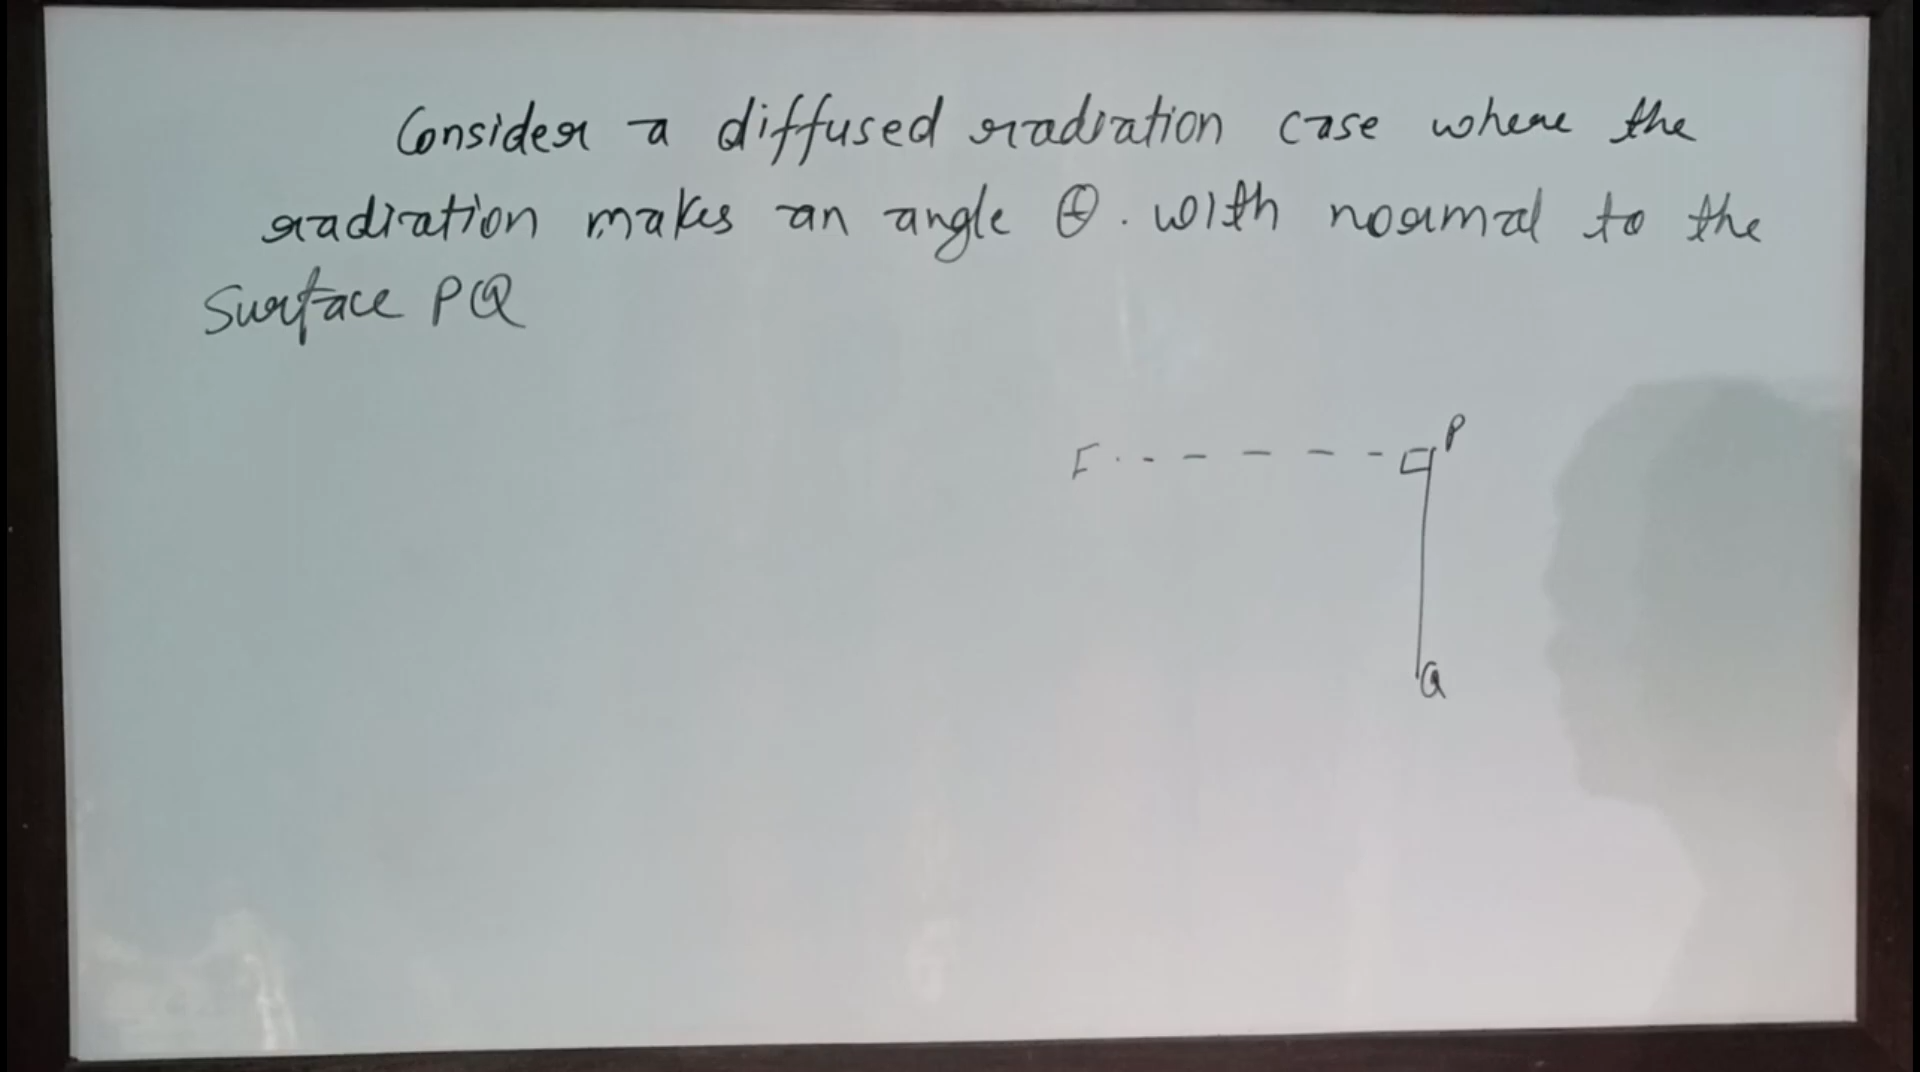 Consider a diffused radiation case where the
radiation makes an angle θ. with normal to the
Surface PQ
P
F
Q